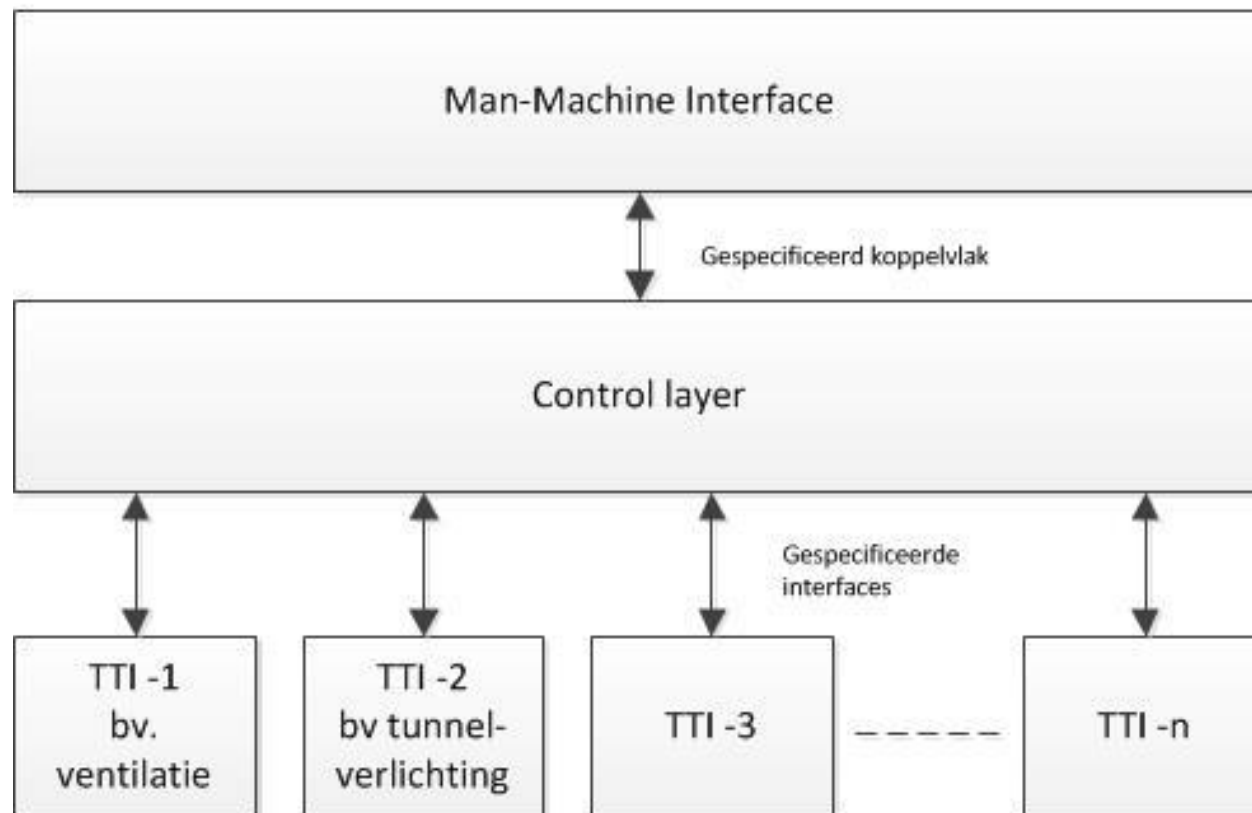 Man-Machine Interface
Gespecificeerd koppelvlak
Control layer
Gespecificeerde
interfaces
TTI -1
bv.
ventilatie
TTI -2
bv tunnel-
verlichting
TTI -3
TTI -n